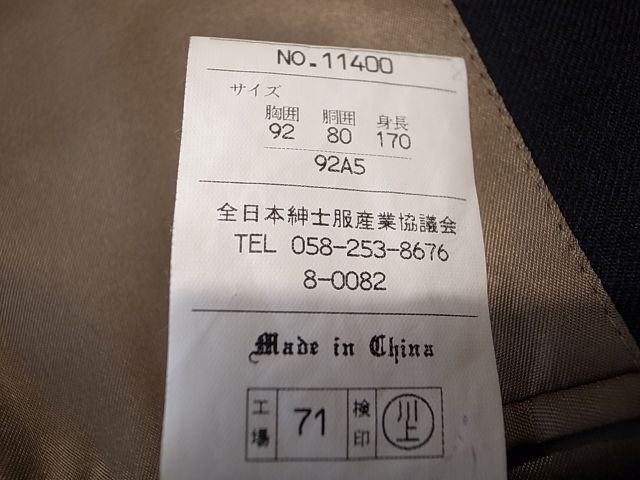 NO.11400
サイズ
胸囲 胴囲 身長
92 80 170
92A5
全日本紳士服産業協議会
TEL 058-253-8676
8-0082
Made in China
工場 71 検印 川上